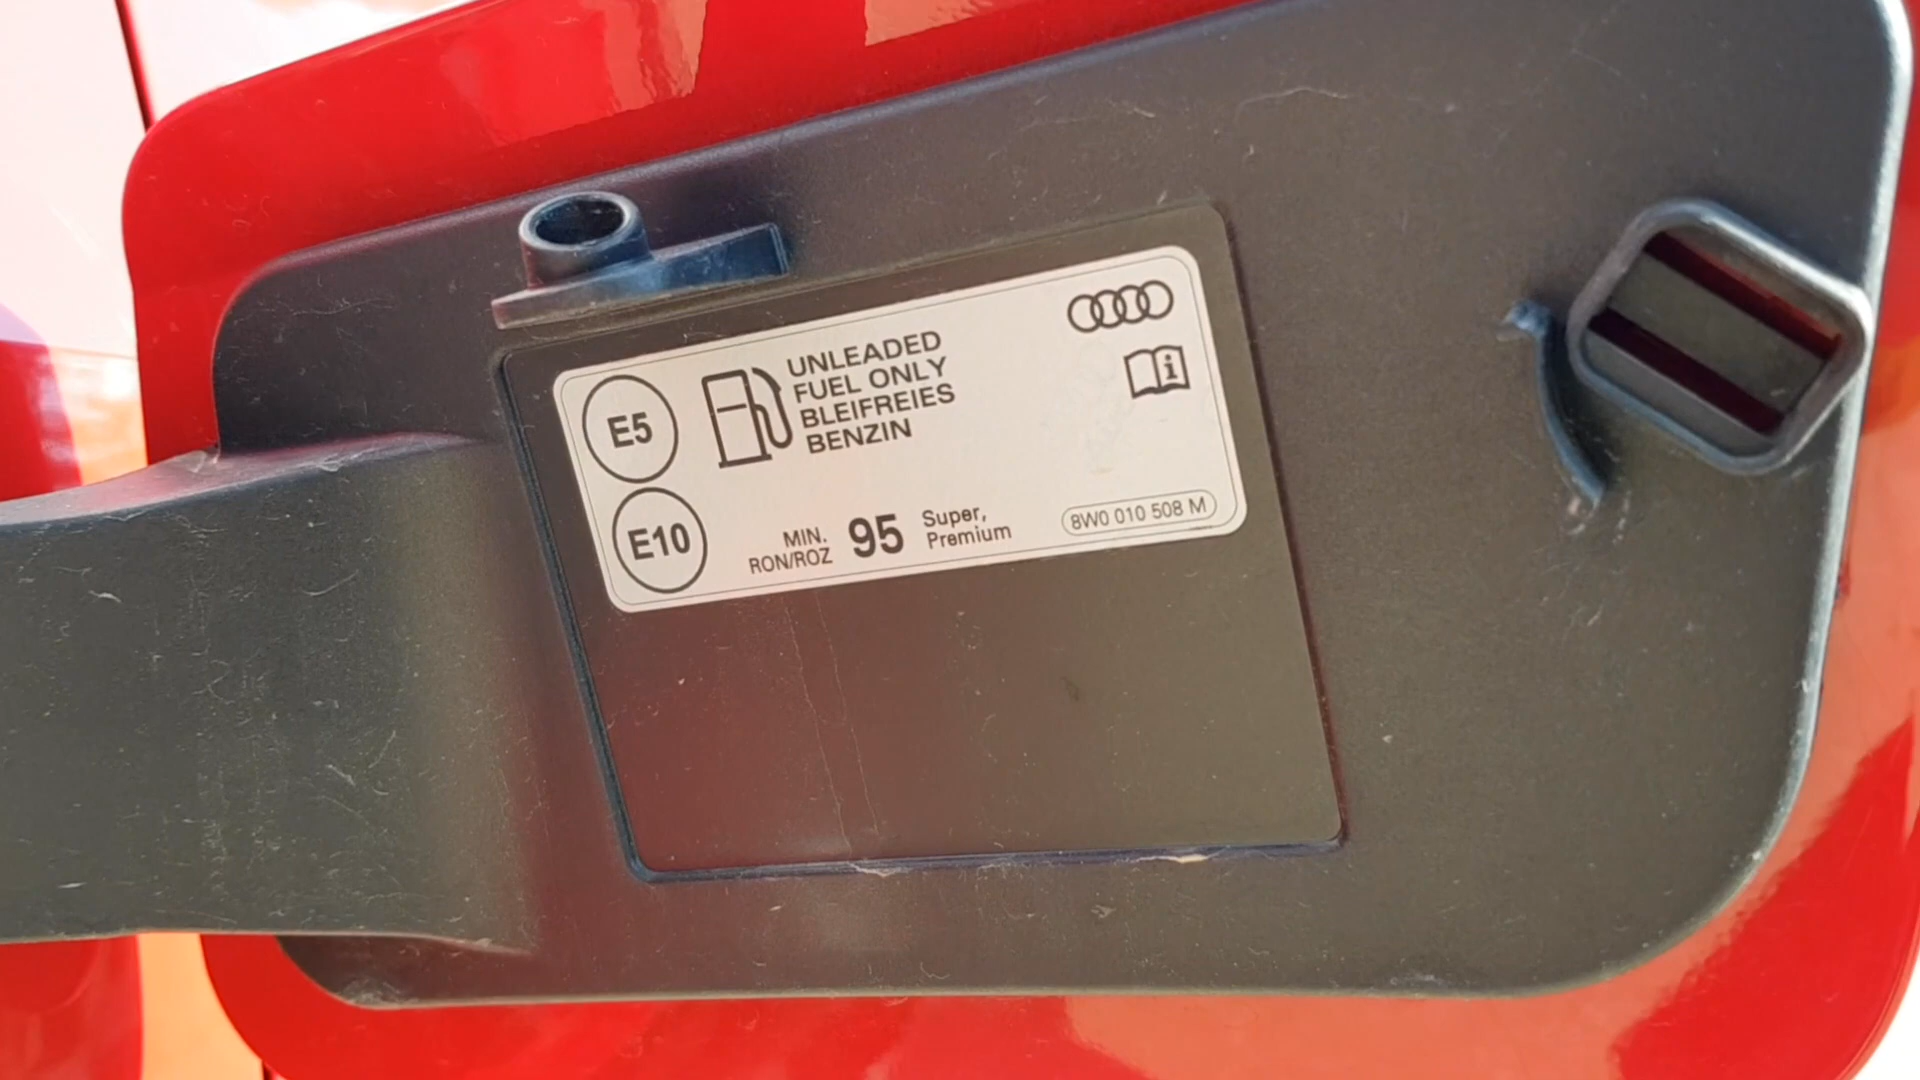 E5
UNLEADED
FUEL ONLY
BLEIFREIES
BENZIN
E10
MIN.
RON/ROZ
95
Super,
Premium
8W0 010 508 M